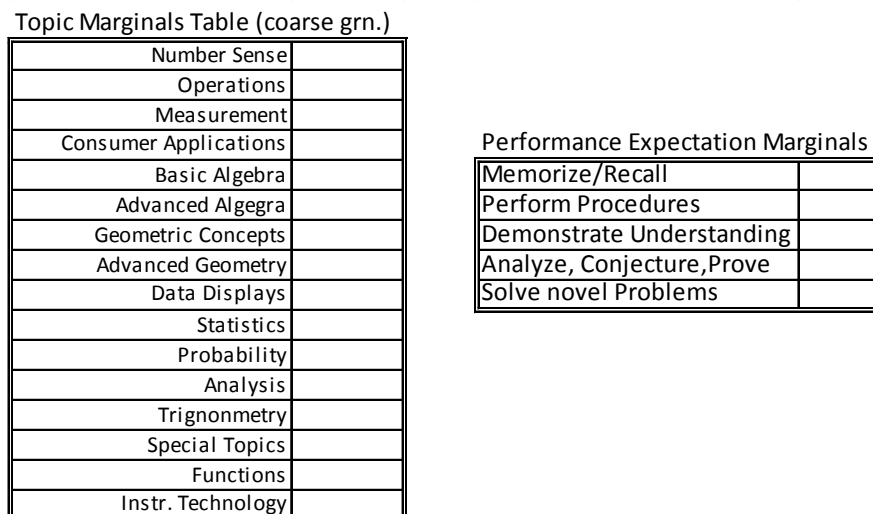 Topic Marginals Table (coarse grn.)
Number Sense
Operations
Measurement
Consumer Applications
Basic Algebra
Advanced Algegra
Geometric Concepts
Advanced Geometry
Data Displays
Statistics
Probability
Analysis
Trignonmetry
Special Topics
Functions
Instr. Technology
Performance Expectation Marginals
Memorize/Recall
Perform Procedures
Demonstrate Understanding
Analyze, Conjecture,Prove
Solve novel Problems